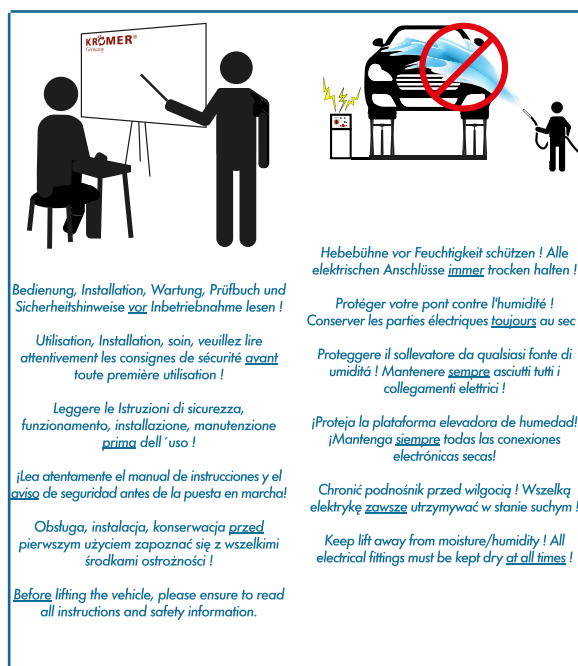 KRÖMER®
Germany
Bedienung, Installation, Wartung, Prüfbuch und
Sicherheitshinweise vor Inbetriebnahme lesen !
Utilisation, Installation, soin, veuillez lire
attentivement les consignes de sécurité avant
toute première utilisation !
Leggere le Istruzioni di sicurezza,
funzionamento, installazione, manutenzione
prima dell´uso !
¡Lea atentamente el manual de instrucciones y el
aviso de seguridad antes de la puesta en marcha!
Obsługa, instalacja, konserwacja przed
pierwszym użyciem zapoznać się z wszelkimi
środkami ostrożności !
Before lifting the vehicle, please ensure to read
all instructions and safety information.
Hebebühne vor Feuchtigkeit schützen ! Alle
elektrischen Anschlüsse immer trocken halten !
Protéger votre pont contre l'humidité !
Conserver les parties électriques toujours au sec
Proteggere il sollevatore da qualsiasi fonte di
umiditá ! Mantenere sempre asciutti tutti i
collegamenti elettrici !
¡Proteja la plataforma elevadora de humedad!
¡Mantenga siempre todas las conexiones
electrónicas secas!
Chronić podnośnik przed wilgocią ! Wszelką
elektrykę zawsze utrzymywać w stanie suchym !
Keep lift away from moisture/humidity ! All
electrical fittings must be kept dry at all times !